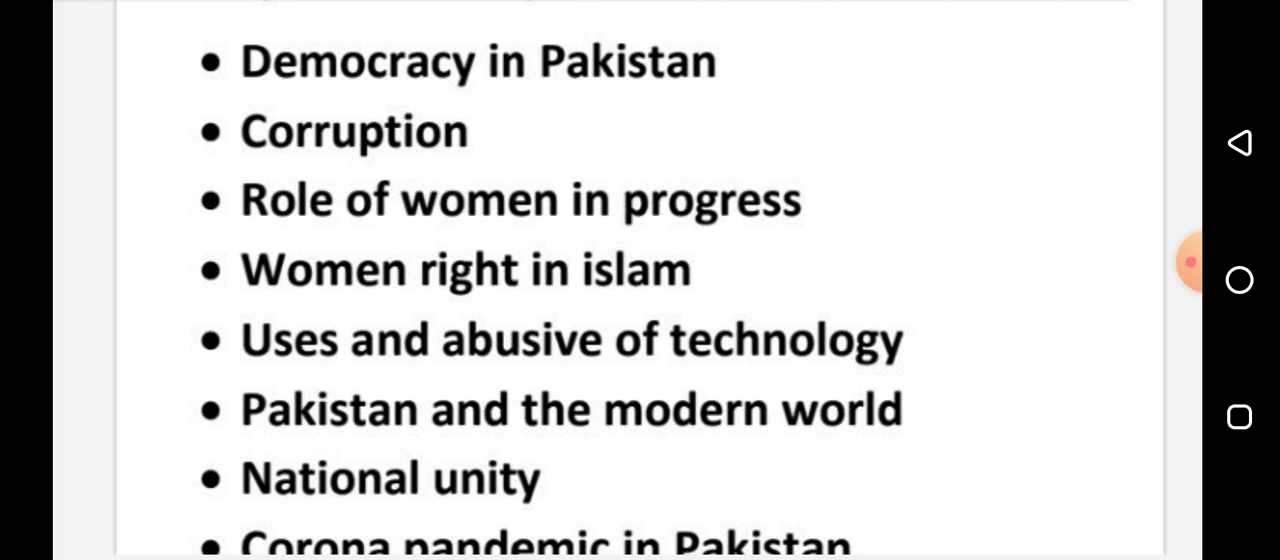 • Democracy in Pakistan
• Corruption
• Role of women in progress
• Women right in islam
• Uses and abusive of technology
• Pakistan and the modern world
• National unity
• Corona pandemic in Pakistan